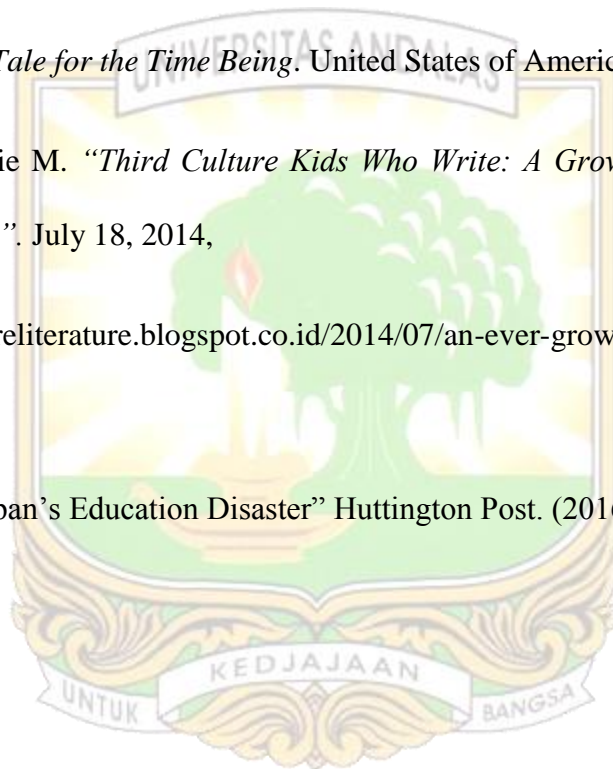 UNIVERSITAS ANDALAS
Tale for the Time Being. United States of Americ
ie M. “Third Culture Kids Who Write: A Grow
”. July 18, 2014,
reliterature.blogspot.co.id/2014/07/an-ever-grow
pan’s Education Disaster” Huttington Post. (2016
UNTUK KEDJAJAAN BANGSA